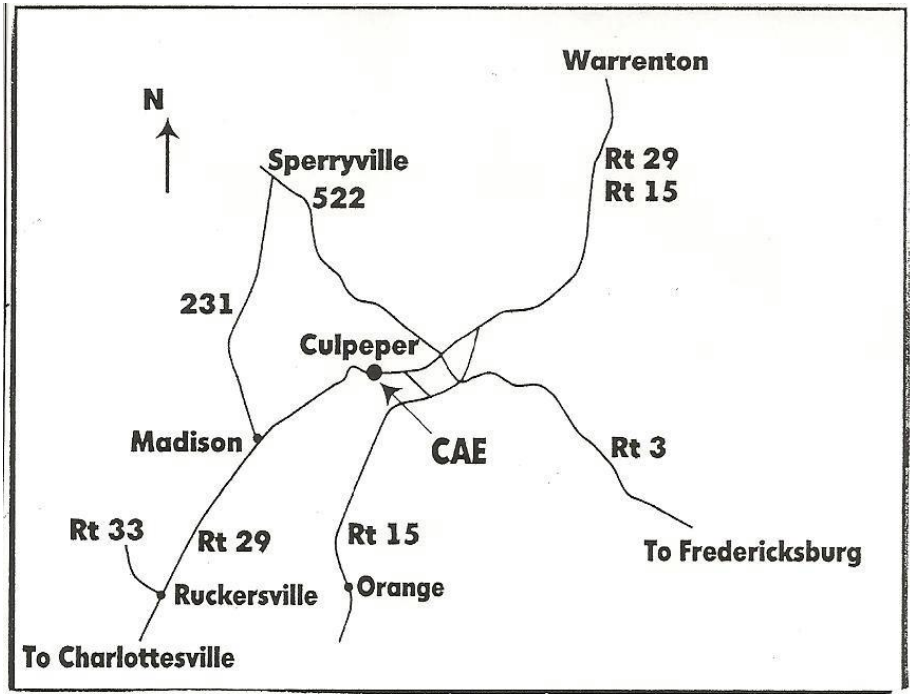 Warrenton
N
Rt 29
Rt 15
Sperryville
522
231
Culpeper
Madison
CAE
Rt 3
Rt 33
Rt 29
Rt 15
To Fredericksburg
Ruckersville
Orange
To Charlottesville